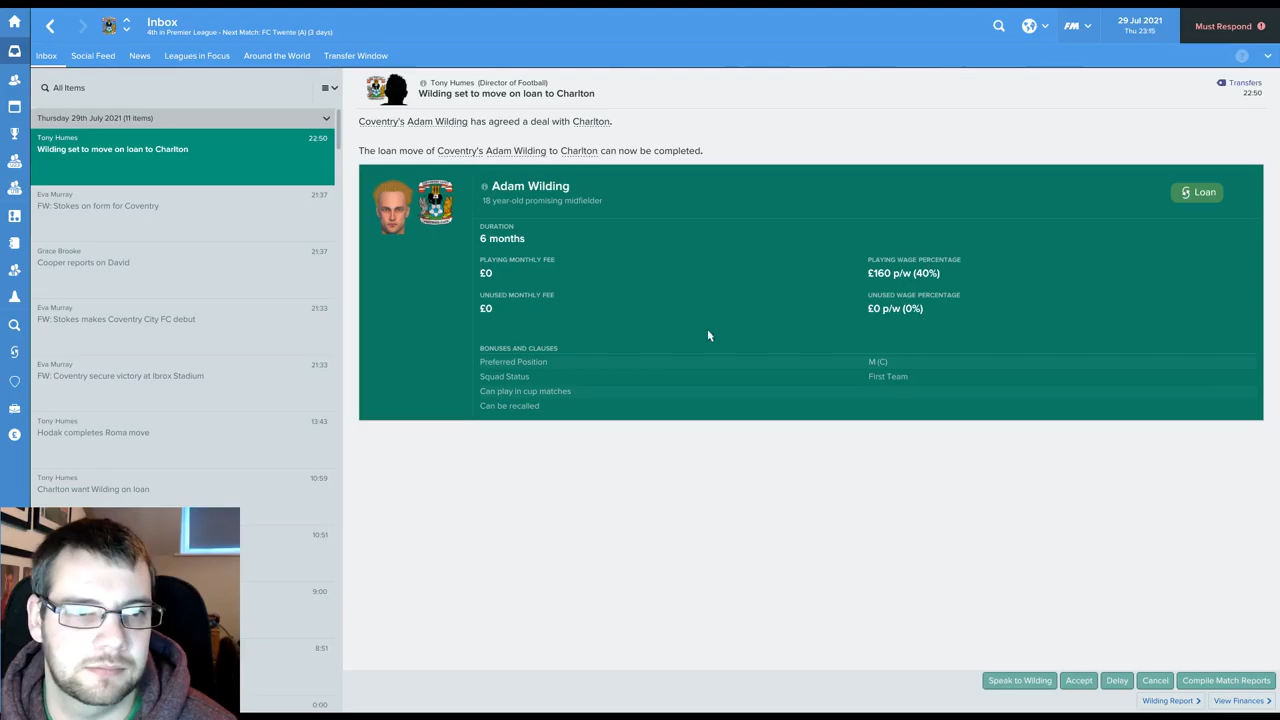 Inbox
4th in Premier League - Next Match: FC Twente (A) (3 days)
FM
29 Jul 2021
Thu 23:15
Must Respond
Inbox
Social Feed
News
Leagues in Focus
Around the World
Transfer Window
?
All Items
Thursday 29th July 2021 (11 items)
Tony Humes
22:50
Wilding set to move on loan to Charlton
Eva Murray
21:37
FW: Stokes on form for Coventry
Grace Brooke
21:37
Cooper reports on David
Eva Murray
21:33
FW: Stokes makes Coventry City FC debut
Eva Murray
21:33
FW: Coventry secure victory at Ibrox Stadium
Tony Humes
13:43
Hodak completes Roma move
Tony Humes
10:59
Charlton want Wilding on loan
10:51
9:00
8:51
0:00
Tony Humes (Director of Football)
Wilding set to move on loan to Charlton
Transfers
22:50
Coventry's Adam Wilding has agreed a deal with Charlton.
The loan move of Coventry's Adam Wilding to Charlton can now be completed.
Adam Wilding
18 year-old promising midfielder
Loan
DURATION
6 months
PLAYING MONTHLY FEE
£0
PLAYING WAGE PERCENTAGE
£160 p/w (40%)
UNUSED MONTHLY FEE
£0
UNUSED WAGE PERCENTAGE
£0 p/w (0%)
BONUSES AND CLAUSES
Preferred Position
M (C)
Squad Status
First Team
Can play in cup matches
Can be recalled
Speak to Wilding
Accept
Delay
Cancel
Compile Match Reports
Wilding Report
View Finances